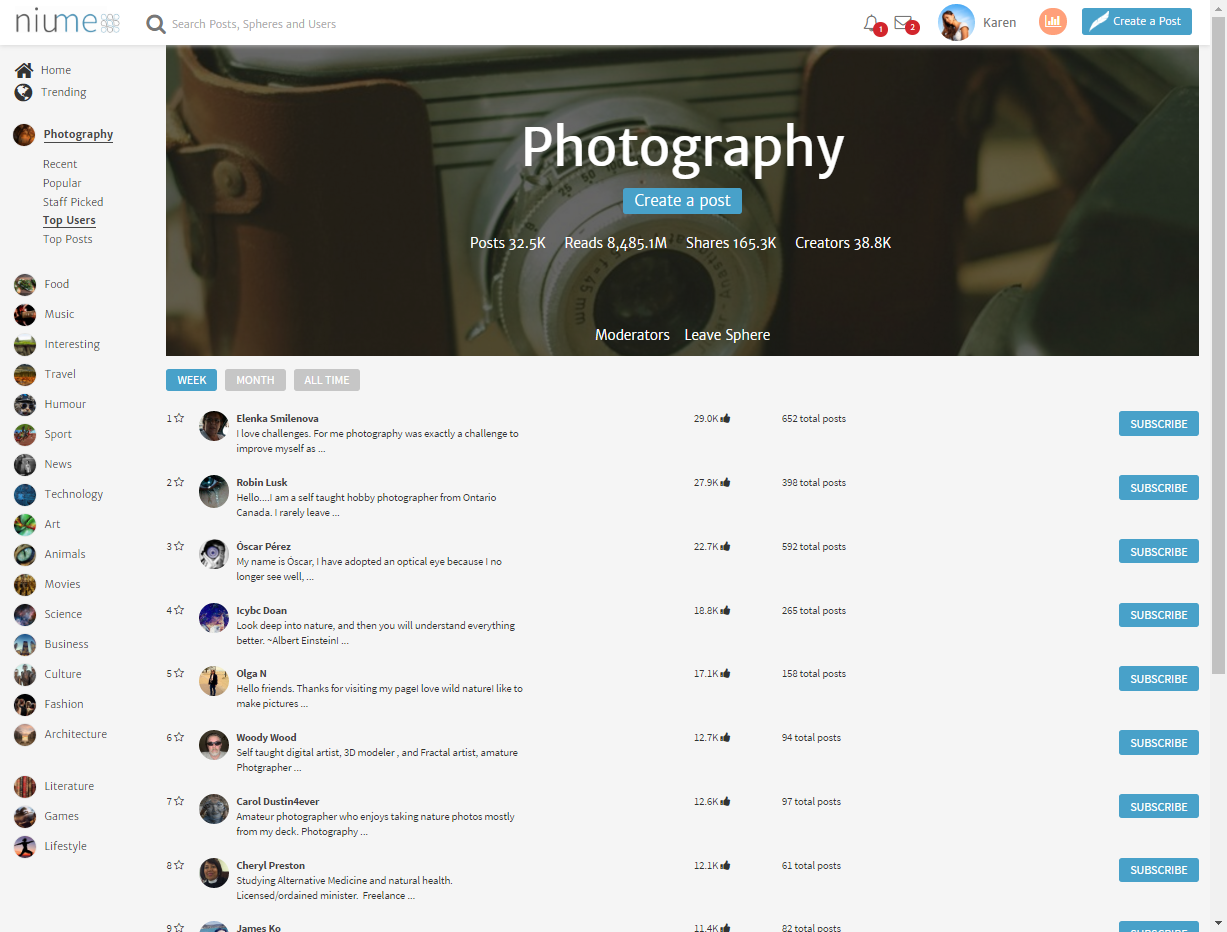 niume
Search Posts, Spheres and Users
1
2
Karen
Create a Post
Home
Trending
Photography
Recent
Popular
Staff Picked
Top Users
Top Posts
Food
Music
Interesting
Travel
Humour
Sport
News
Technology
Art
Animals
Movies
Science
Business
Culture
Fashion
Architecture
Literature
Games
Lifestyle
Photography
Create a post
Posts 32.5K Reads 8,485.1M Shares 165.3K Creators 38.8K
Moderators Leave Sphere
WEEK MONTH ALL TIME
1 Elenka Smilenova 29.0K 652 total posts SUBSCRIBE
I love challenges. For me photography was exactly a challenge to
improve myself as ...
2 Robin Lusk 27.9K 398 total posts SUBSCRIBE
Hello....I am a self taught hobby photographer from Ontario
Canada. I rarely leave ...
3 Óscar Pérez 22.7K 592 total posts SUBSCRIBE
My name is Óscar, I have adopted an optical eye because I no
longer see well, ...
4 Icybc Doan 18.8K 265 total posts SUBSCRIBE
Look deep into nature, and then you will understand everything
better. ~Albert Einstein! ...
5 Olga N 17.1K 158 total posts SUBSCRIBE
Hello friends. Thanks for visiting my page! love wild nature! like to
make pictures ...
6 Woody Wood 12.7K 94 total posts SUBSCRIBE
Self taught digital artist, 3D modeler , and Fractal artist, amature
Photgrapher ...
7 Carol Dustin4ever 12.6K 97 total posts SUBSCRIBE
Amateur photographer who enjoys taking nature photos mostly
from my deck. Photography ...
8 Cheryl Preston 12.1K 61 total posts SUBSCRIBE
Studying Alternative Medicine and natural health.
Licensed/ordained minister. Freelance ...
9 James Ko 11.4K 82 total posts SUBSCRIBE